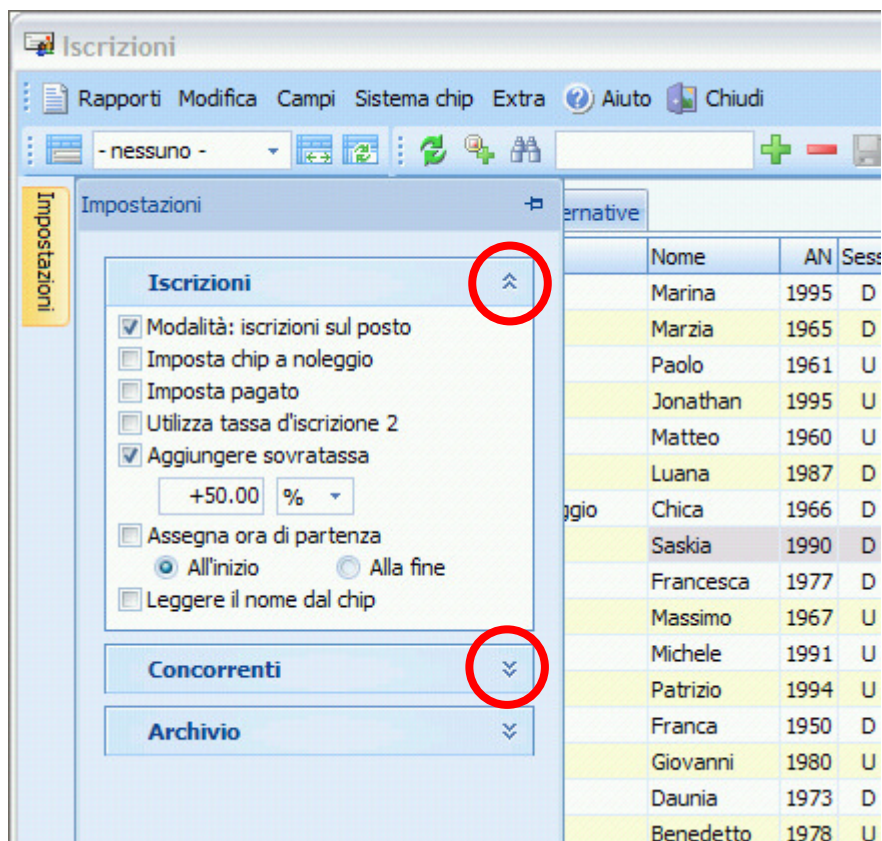 Iscrizioni
Rapporti Modifica Campi Sistema chip Extra Aiuto Chiudi
- nessuno -
Impostazioni
Impostazioni
Iscrizioni
Modalità: iscrizioni sul posto
Imposta chip a noleggio
Imposta pagato
Utilizza tassa d'iscrizione 2
Aggiungere sovratassa
+50.00 %
Assegna ora di partenza
All'inizio Alla fine
Leggere il nome dal chip
Concorrenti
Archivio
ernative
Nome AN Sess
Marina 1995 D
Marzia 1965 D
Paolo 1961 U
Jonathan 1995 U
Matteo 1960 U
Luana 1987 D
ggio Chica 1966 D
Saskia 1990 D
Francesca 1977 D
Massimo 1967 U
Michele 1991 U
Patrizio 1994 U
Franca 1950 D
Giovanni 1980 U
Daunia 1973 D
Benedetto 1978 U